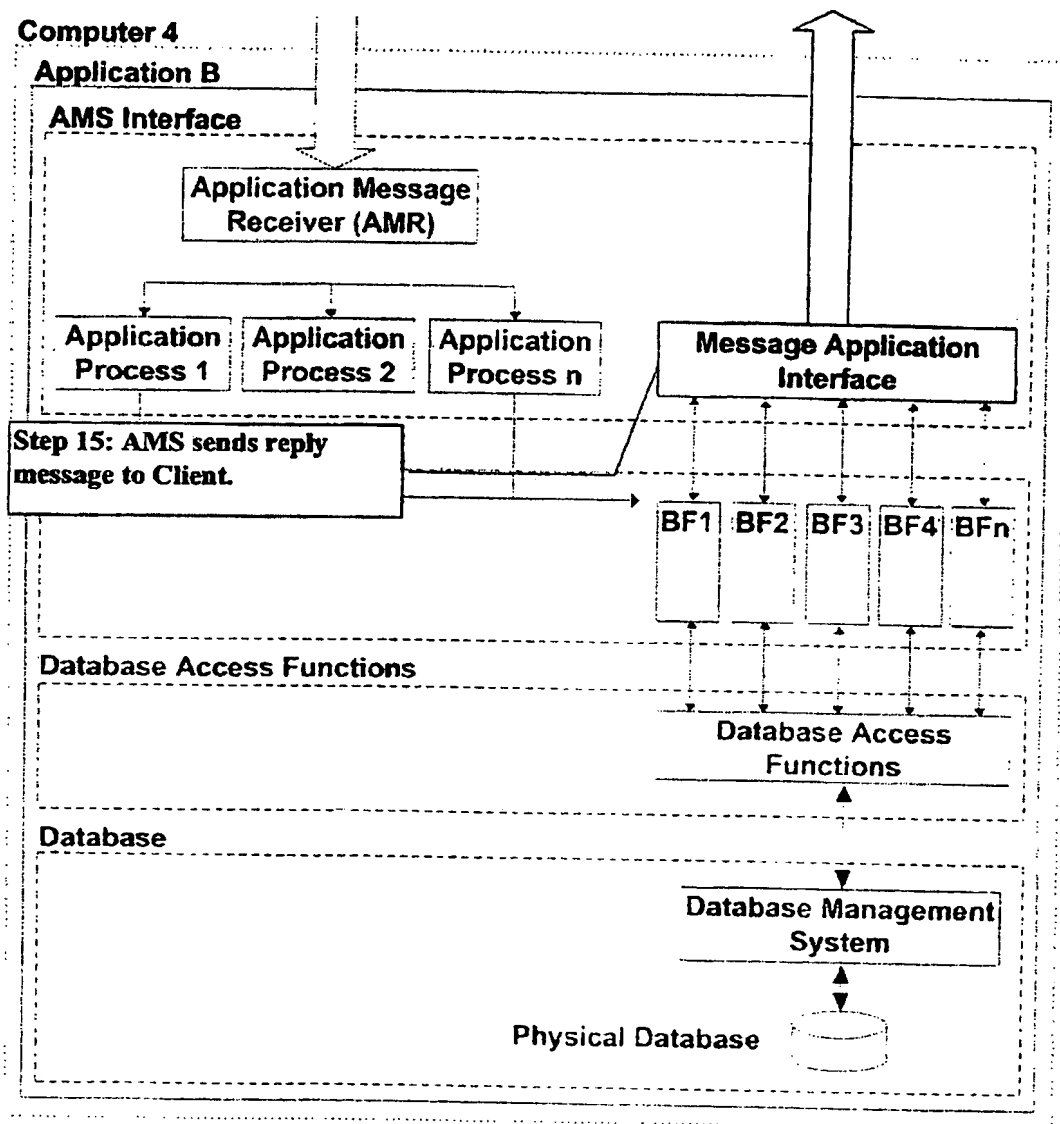 Computer 4
Application B
AMS Interface
Application Message
Receiver (AMR)
Application
Process 1
Application
Process 2
Application
Process n
Message Application
Interface
Step 15: AMS sends reply
message to Client.
BF1
BF2
BF3
BF4
BFn
Database Access Functions
Database Access
Functions
Database
Database Management
System
Physical Database